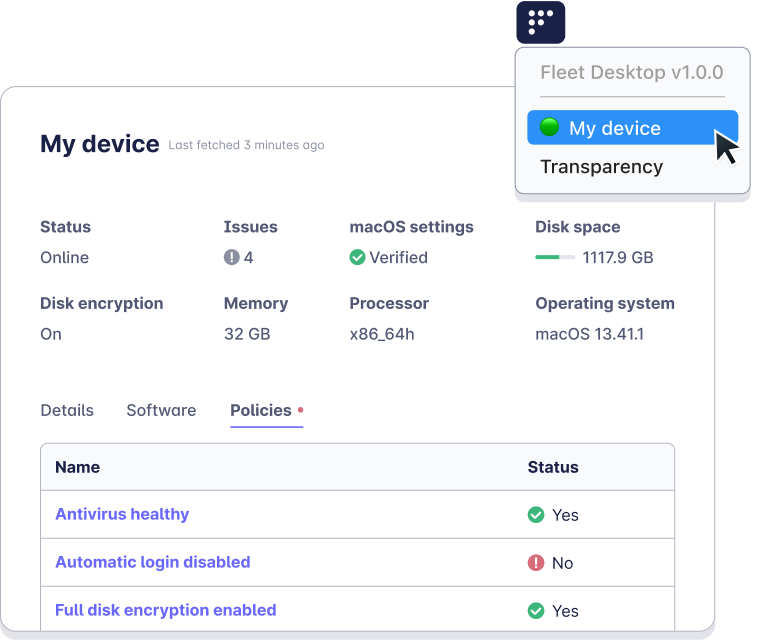 Fleet Desktop v1.0.0
My device
Transparency
My device Last fetched 3 minutes ago
Status Issues macOS settings Disk space
Online 4 Verified 1117.9 GB
Disk encryption Memory Processor Operating system
On 32 GB x86_64h macOS 13.41.1
Details Software Policies
Name Status
Antivirus healthy Yes
Automatic login disabled No
Full disk encryption enabled Yes